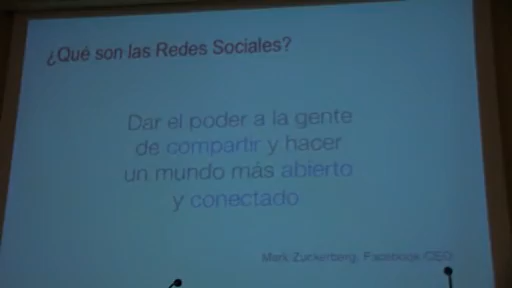 ¿Qué son las Redes Sociales?
Dar el poder a la gente
de compartir y hacer
un mundo más abierto
y conectado
Mark Zuckerberg, Facebook CEO